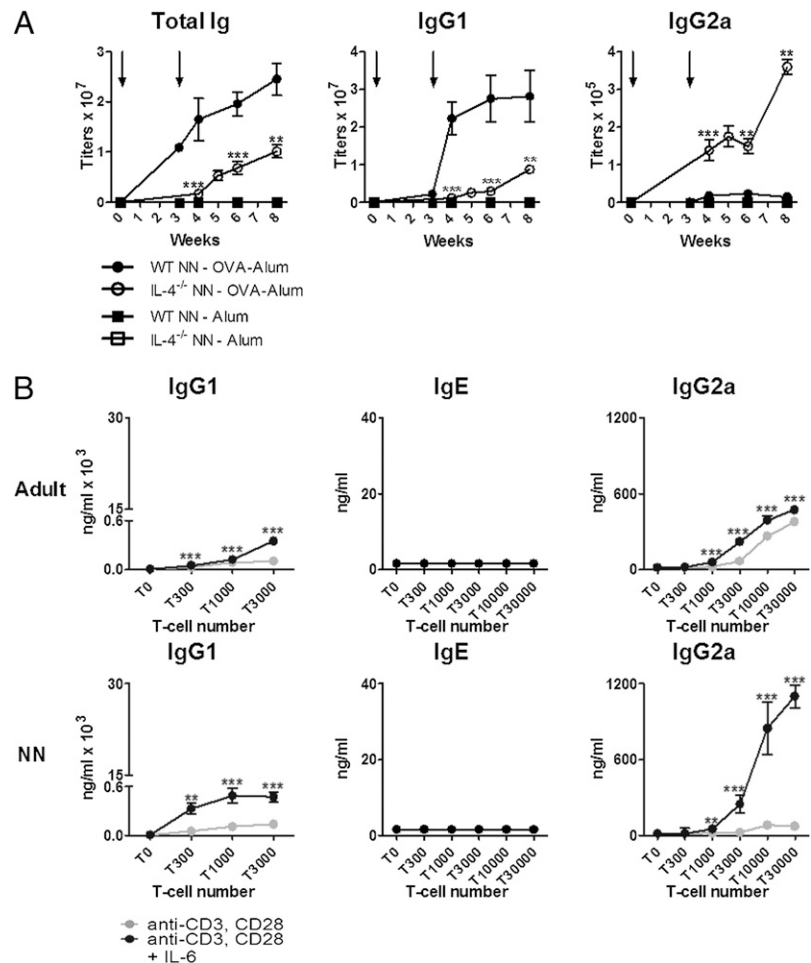 A
Total Ig
IgG1
IgG2a
Titers x 10^7
3
2
1
0
0 1 2 3 4 5 6 7 8
Weeks
*** *** **
Titers x 10^7
4
3
2
1
0
0 1 2 3 4 5 6 7 8
Weeks
*** *** **
Titers x 10^5
4
3
2
1
0
0 1 2 3 4 5 6 7 8
Weeks
*** ** **
WT NN - OVA-Alum
IL-4^-/- NN - OVA-Alum
WT NN - Alum
IL-4^-/- NN - Alum
B
Adult
IgG1
IgE
IgG2a
ng/ml x 10^3
30
15
0.6
0.0
*** *** ***
T0 T300 T1000 T3000
T-cell number
ng/ml
40
20
0
T0 T300 T1000 T3000 T10000 T30000
T-cell number
ng/ml
1200
600
0
*** *** *** ***
T0 T300 T1000 T3000 T10000 T30000
T-cell number
NN
IgG1
IgE
IgG2a
ng/ml x 10^3
30
15
0.6
0.0
** *** ***
T0 T300 T1000 T3000
T-cell number
ng/ml
40
20
0
T0 T300 T1000 T3000 T10000 T30000
T-cell number
ng/ml
1200
600
0
** *** *** ***
T0 T300 T1000 T3000 T10000 T30000
T-cell number
anti-CD3, CD28
anti-CD3, CD28
+ IL-6